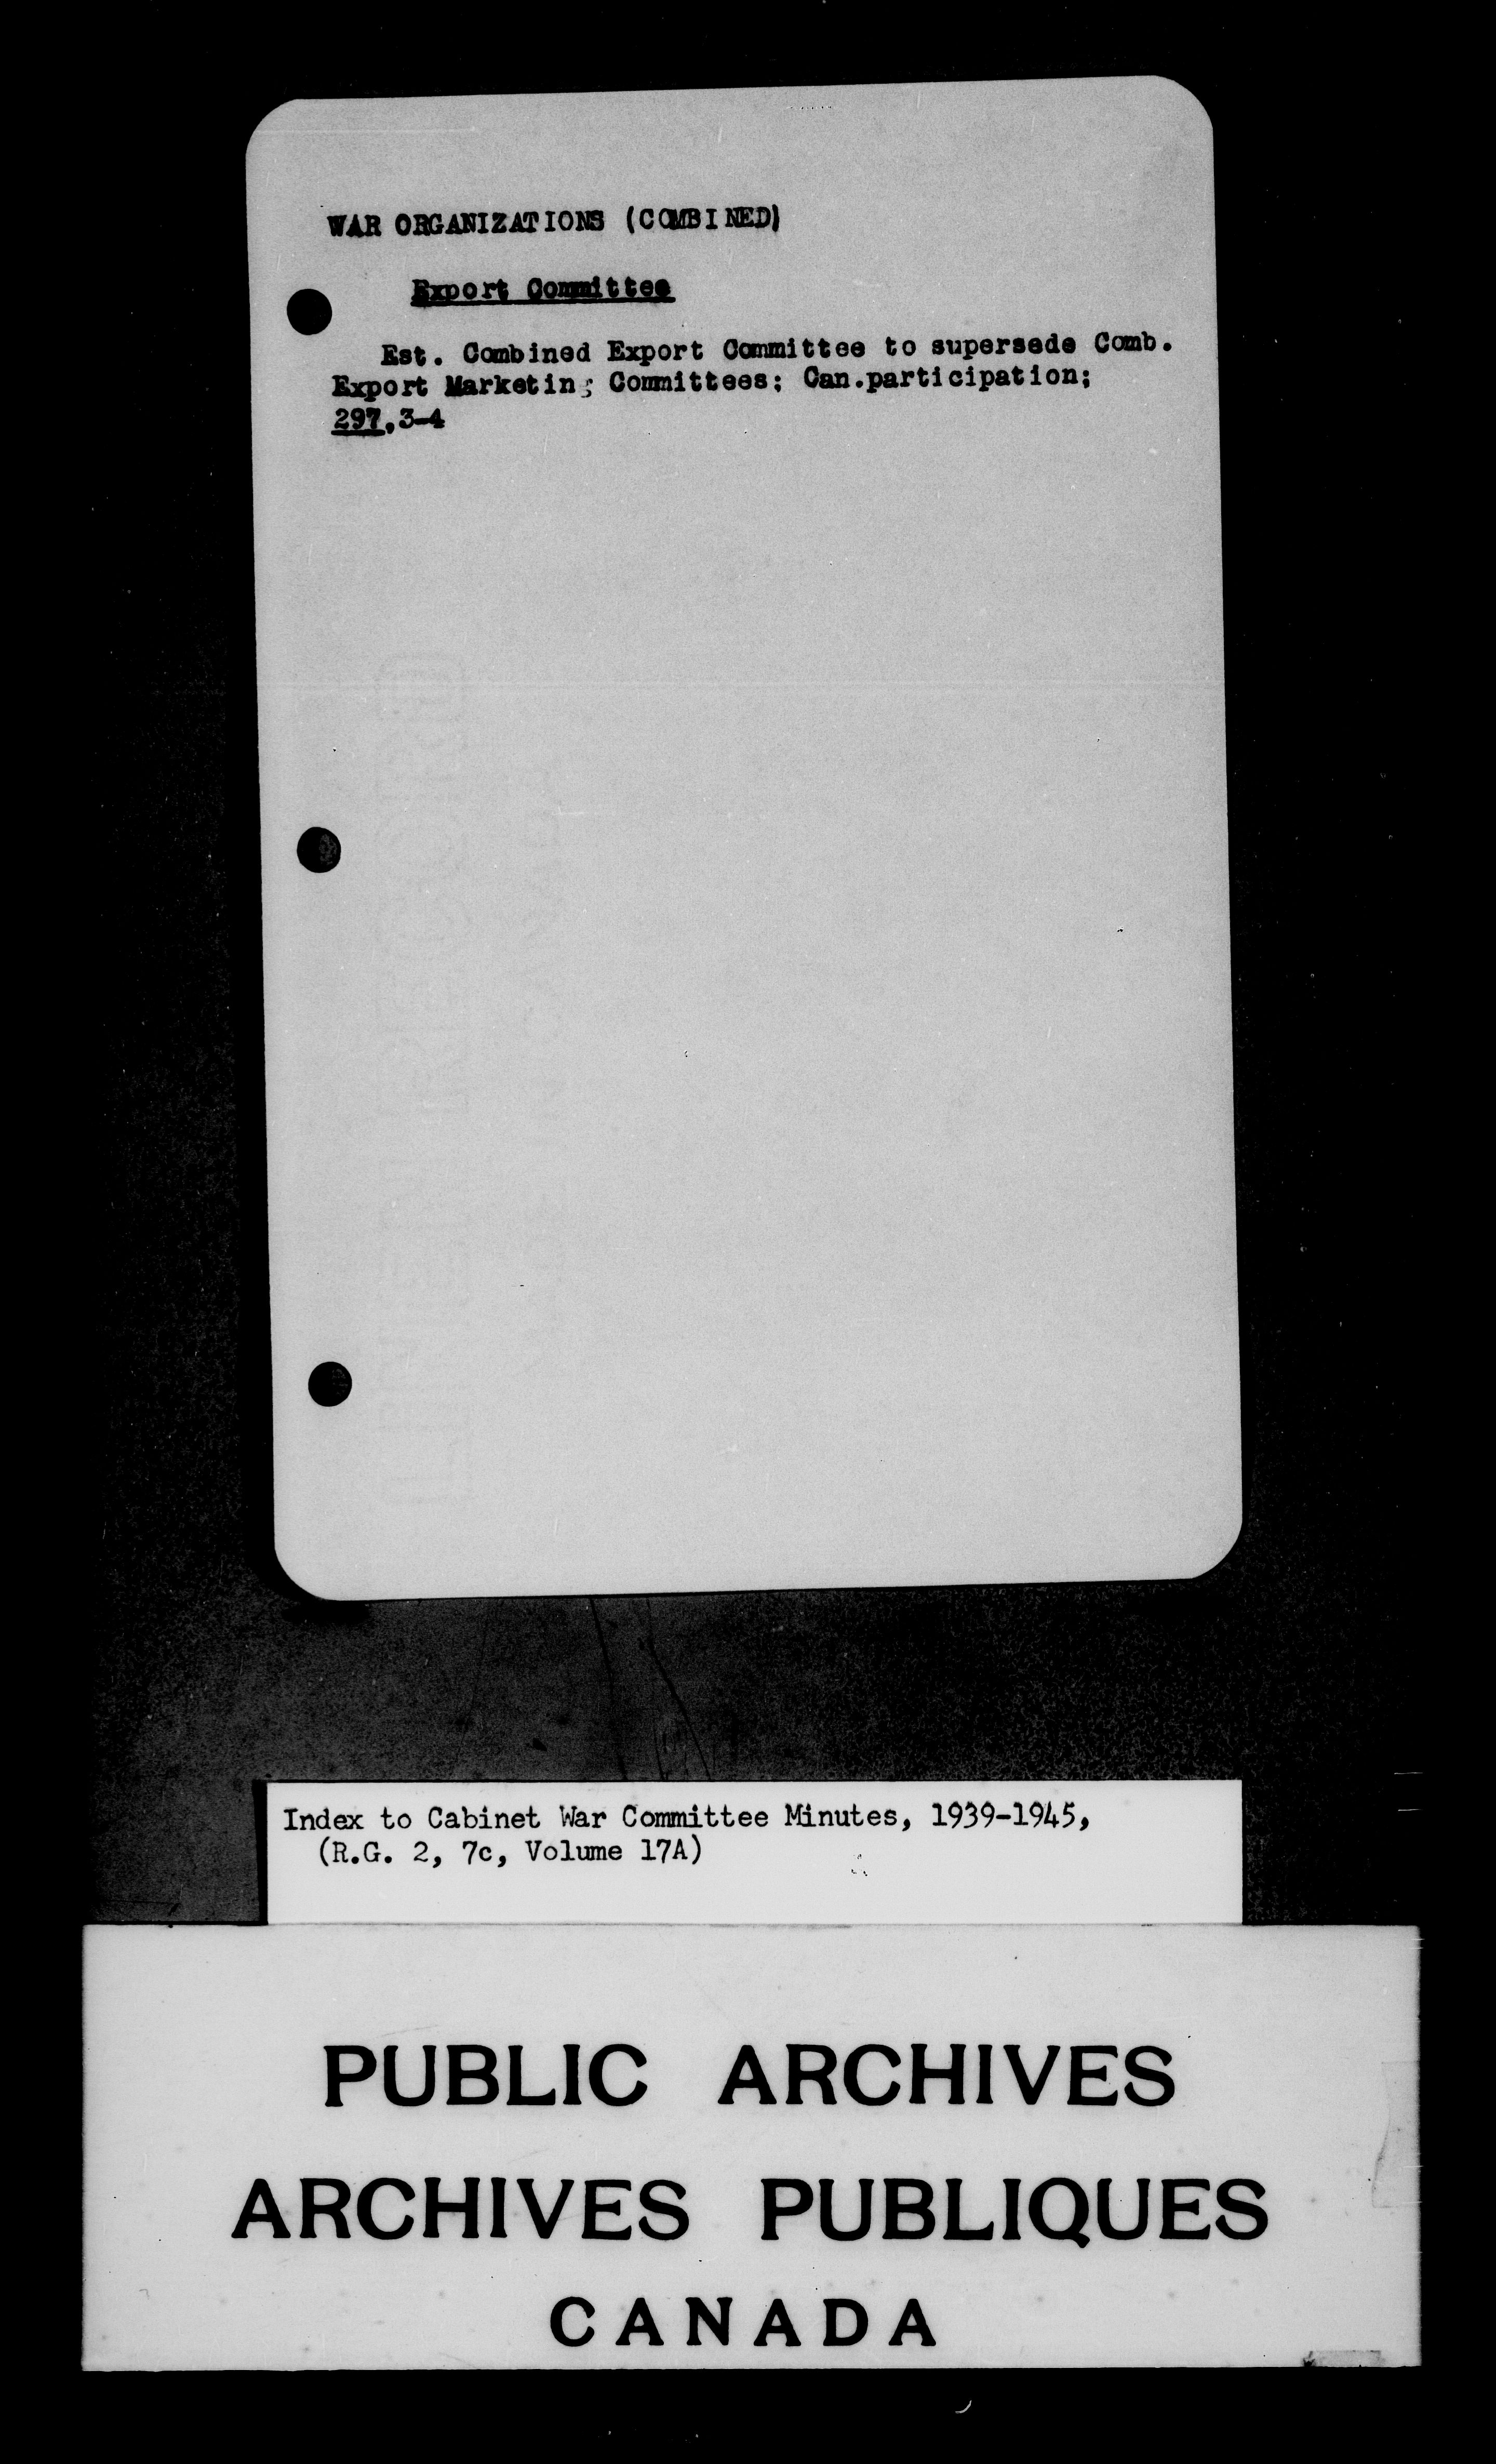 WAR ORGANIZATIONS (COMBINED)
Export Committee
Est. Combined Export Committee to supersede Comb.
Export Marketing Committees; Can.participation;
297,3-4
Index to Cabinet War Committee Minutes, 1939-1945,
(R.G. 2, 7c, Volume 17A)
PUBLIC ARCHIVES
ARCHIVES PUBLIQUES
CANADA